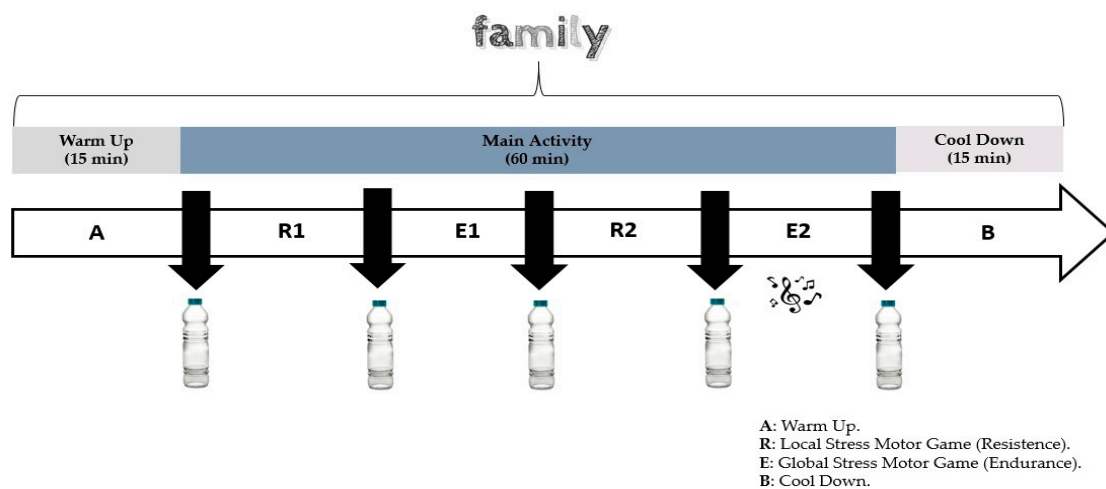 family
Warm Up
(15 min)
Main Activity
(60 min)
Cool Down
(15 min)
A
R1
E1
R2
E2
B
A: Warm Up.
R: Local Stress Motor Game (Resistence).
E: Global Stress Motor Game (Endurance).
B: Cool Down.